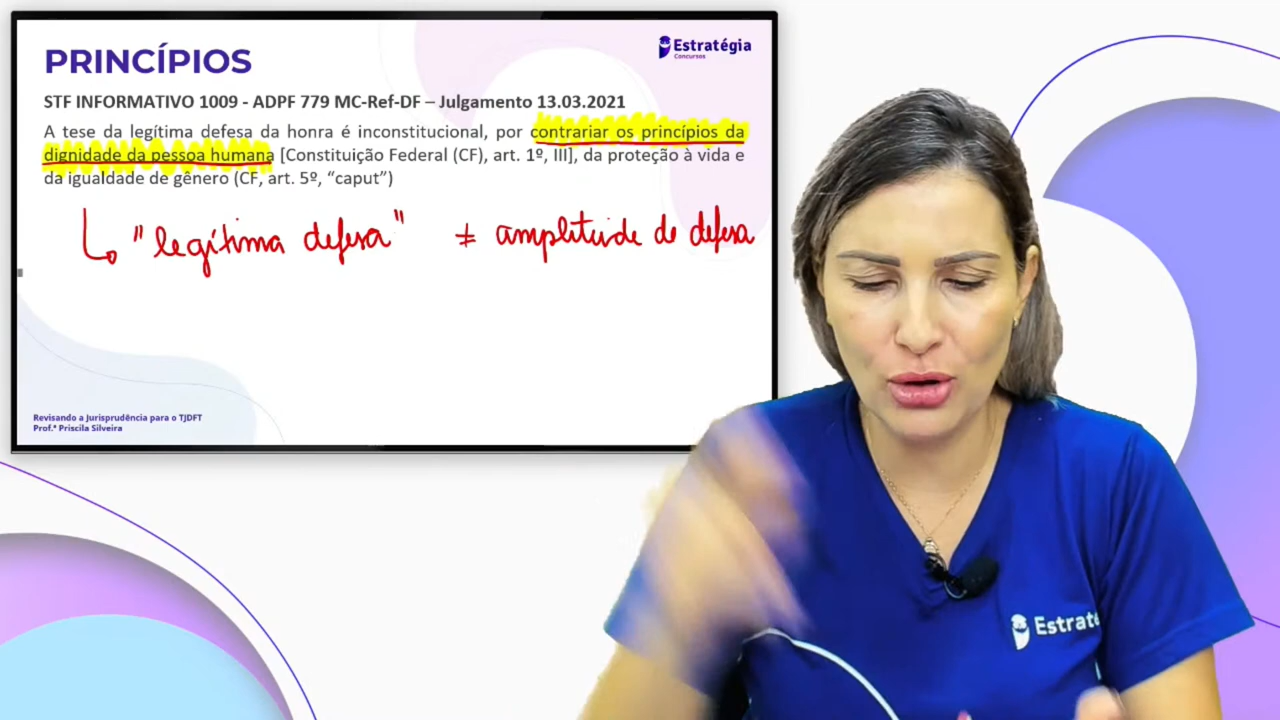 PRINCÍPIOS
Estratégia
Concursos
STF INFORMATIVO 1009 - ADPF 779 MC-Ref-DF – Julgamento 13.03.2021
A tese da legítima defesa da honra é inconstitucional, por contrariar os princípios da
dignidade da pessoa humana [Constituição Federal (CF), art. 1º, III], da proteção à vida e
da igualdade de gênero (CF, art. 5º, “caput”)
"legítima defesa" ≠ amplitude de defesa
Revisando a Jurisprudência para o TJDFT
Prof.ª Priscila Silveira
Estraté